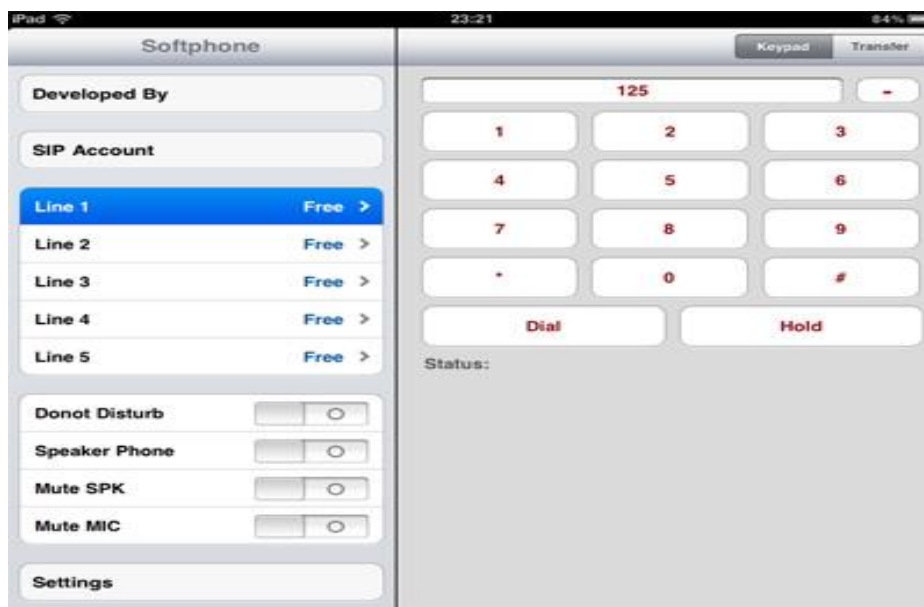 iPad 23:21 84%
Softphone
Keypad Transfer
Developed By
SIP Account
Line 1 Free >
Line 2 Free >
Line 3 Free >
Line 4 Free >
Line 5 Free >
Donot Disturb
Speaker Phone
Mute SPK
Mute MIC
Settings
125 -
1 2 3
4 5 6
7 8 9
* 0 #
Dial Hold
Status: